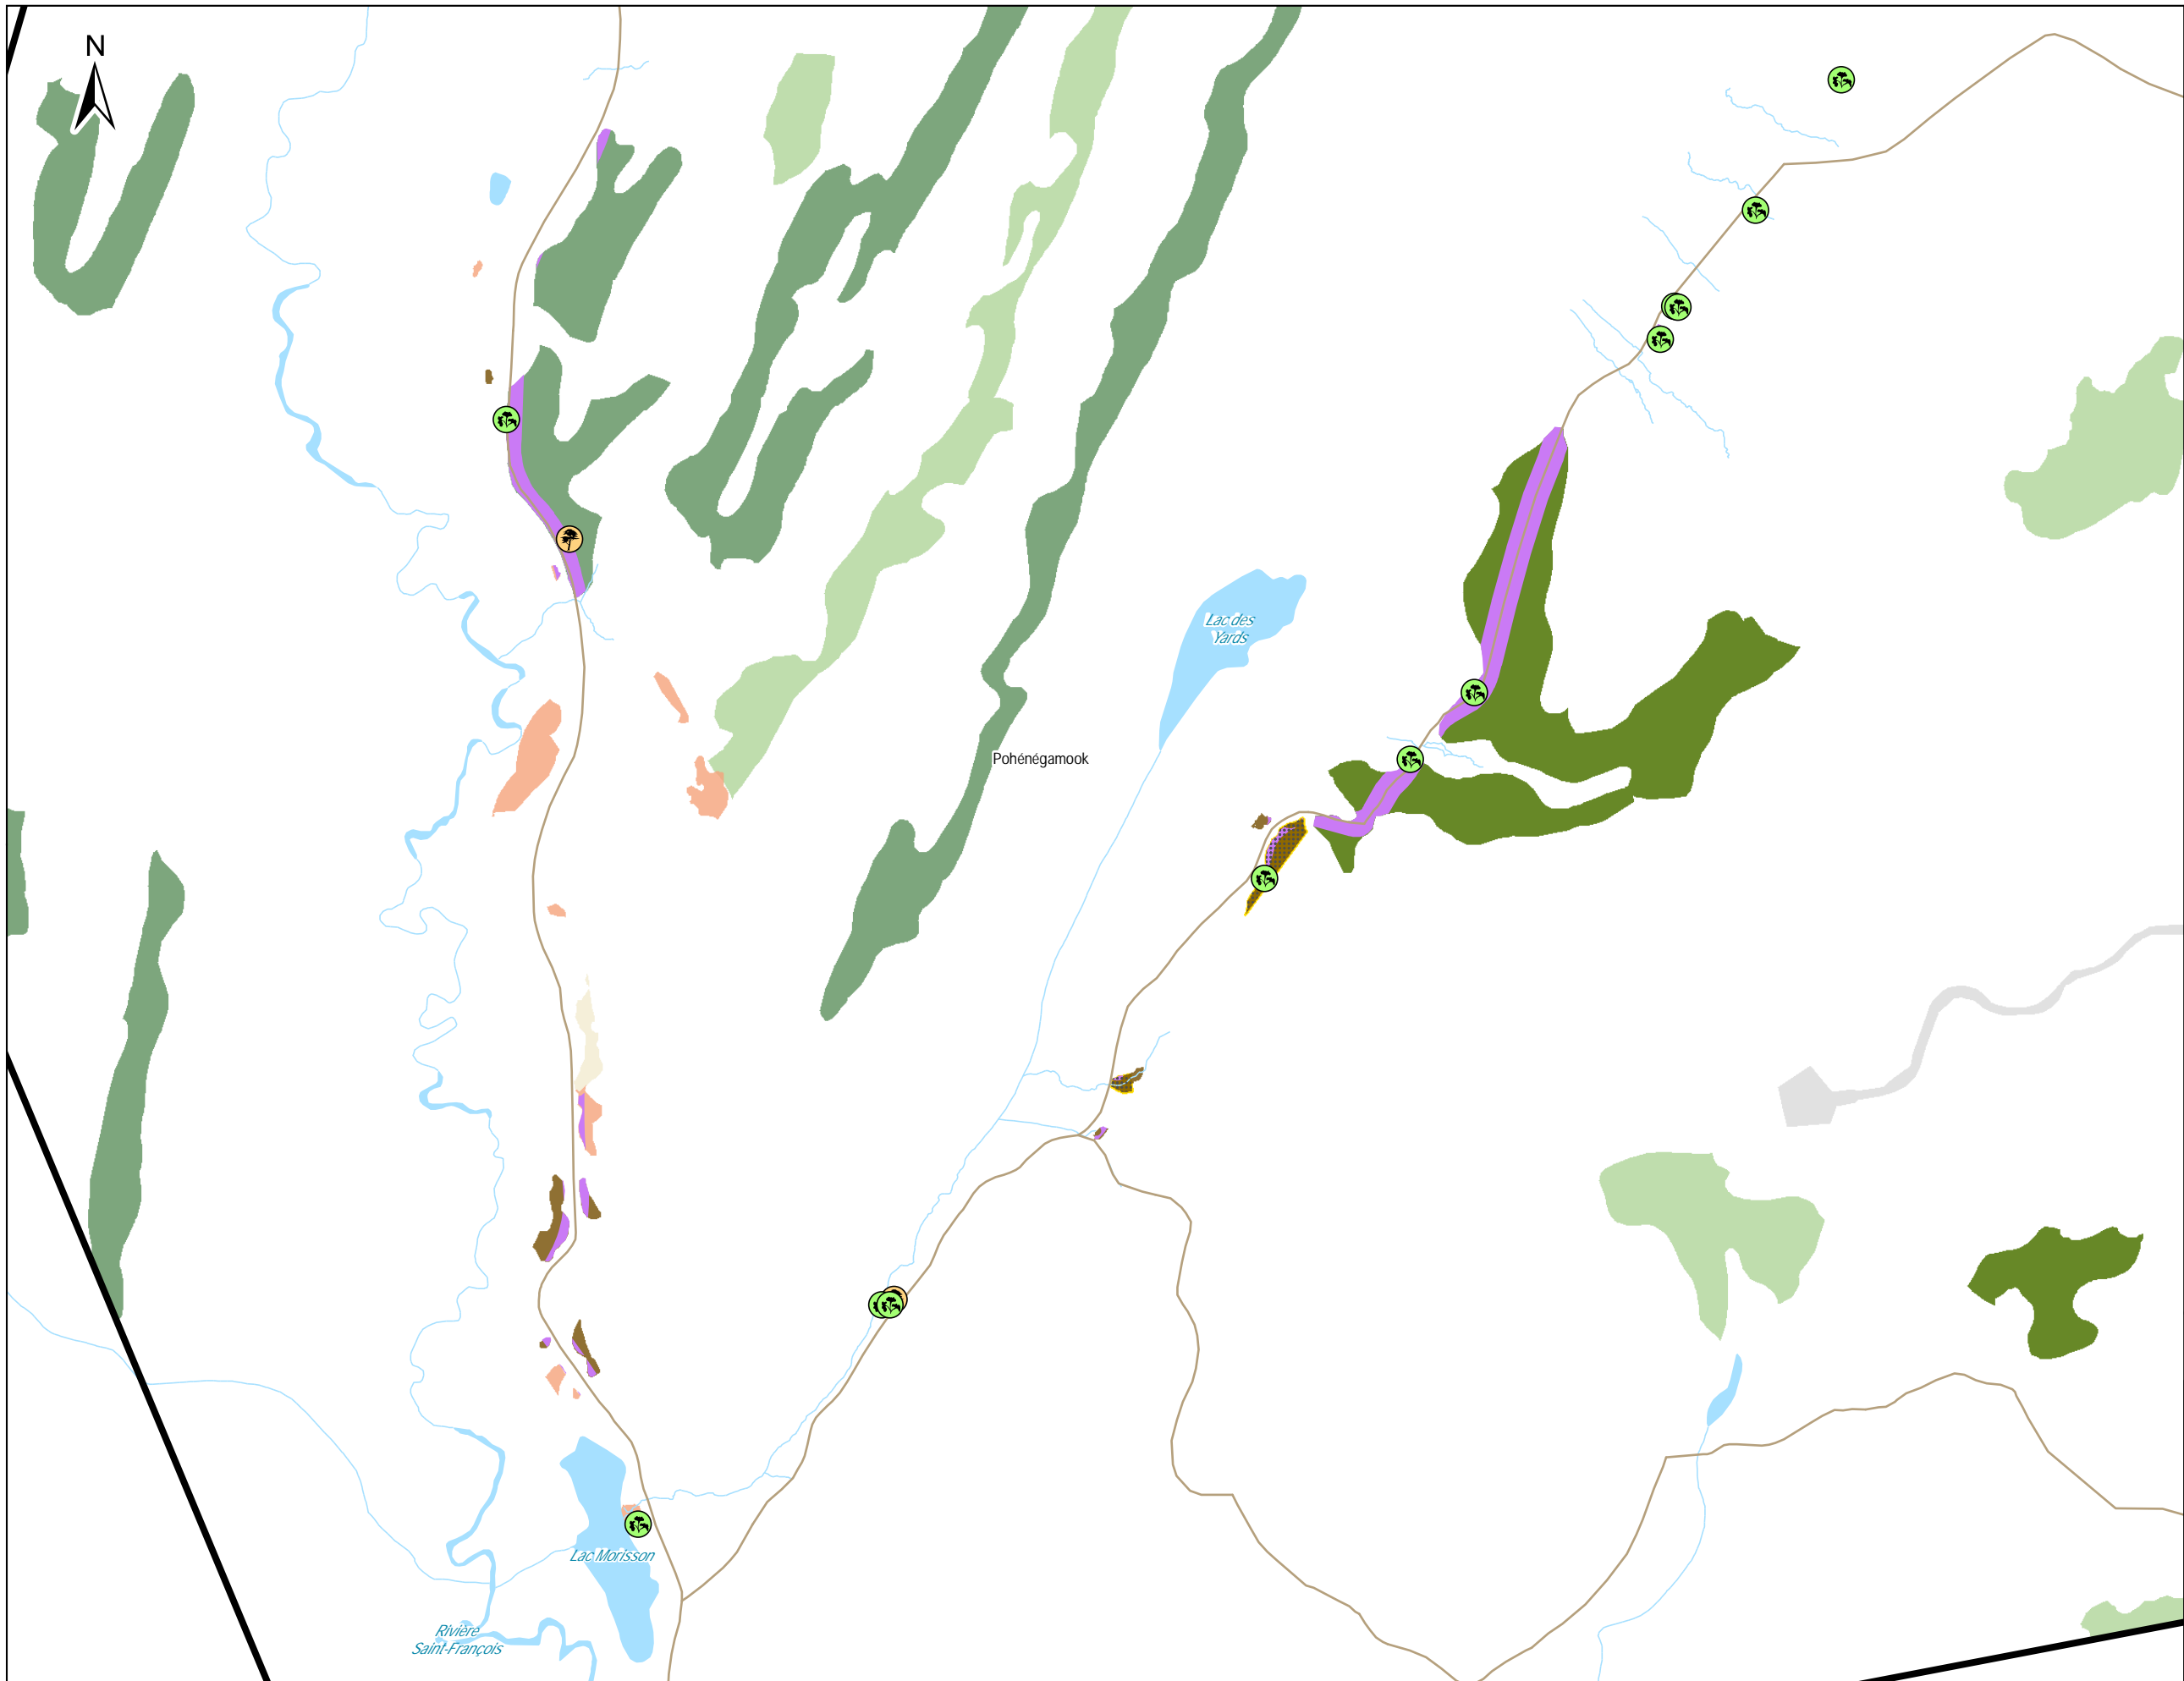 N
Lac des
Yards
Pohénégamook
Lac Morisson
Rivière
Saint-François